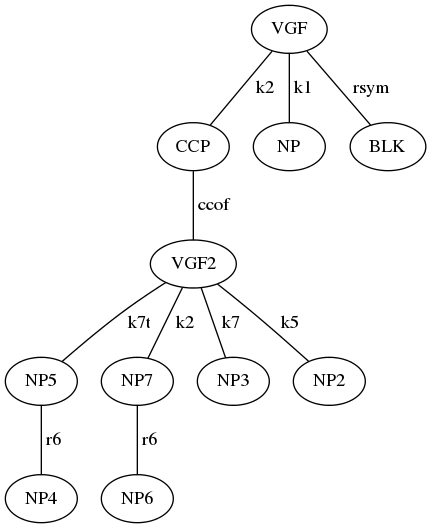 VGF
k2 k1 rsym
CCP NP BLK
ccof
VGF2
k7t k2 k7 k5
NP5 NP7 NP3 NP2
r6 r6
NP4 NP6